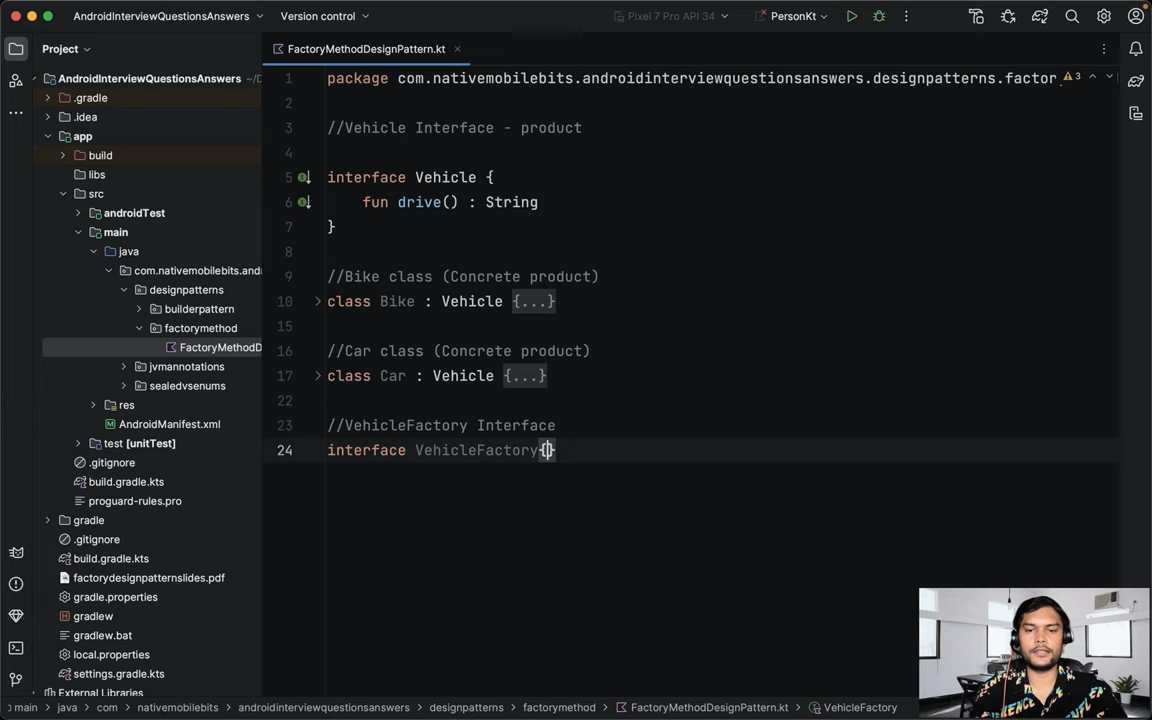 AndroidInterviewQuestionsAnswers
Version control
Pixel 7 Pro API 34
PersonKt
Project
FactoryMethodDesignPattern.kt
AndroidInterviewQuestionsAnswers ~/D
.gradle
.idea
app
build
libs
src
androidTest
main
java
com.nativemobilebits.and
designpatterns
builderpattern
factorymethod
FactoryMethodD
jvmannotations
sealedvsenums
res
AndroidManifest.xml
test [unitTest]
.gitignore
build.gradle.kts
proguard-rules.pro
gradle
.gitignore
build.gradle.kts
factorydesignpatternslides.pdf
gradle.properties
gradlew
gradlew.bat
local.properties
settings.gradle.kts
External Libraries
1 package com.nativemobilebits.androidinterviewquestionsanswers.designpatterns.factor
3
2
3 //Vehicle Interface - product
4
5 interface Vehicle {
6 fun drive() : String
7 }
8
9 //Bike class (Concrete product)
10 class Bike : Vehicle {...}
15
16 //Car class (Concrete product)
17 class Car : Vehicle {...}
22
23 //VehicleFactory Interface
24 interface VehicleFactory{}
main > java > com > nativemobilebits > androidinterviewquestionsanswers > designpatterns > factorymethod > FactoryMethodDesignPattern.kt > VehicleFactory